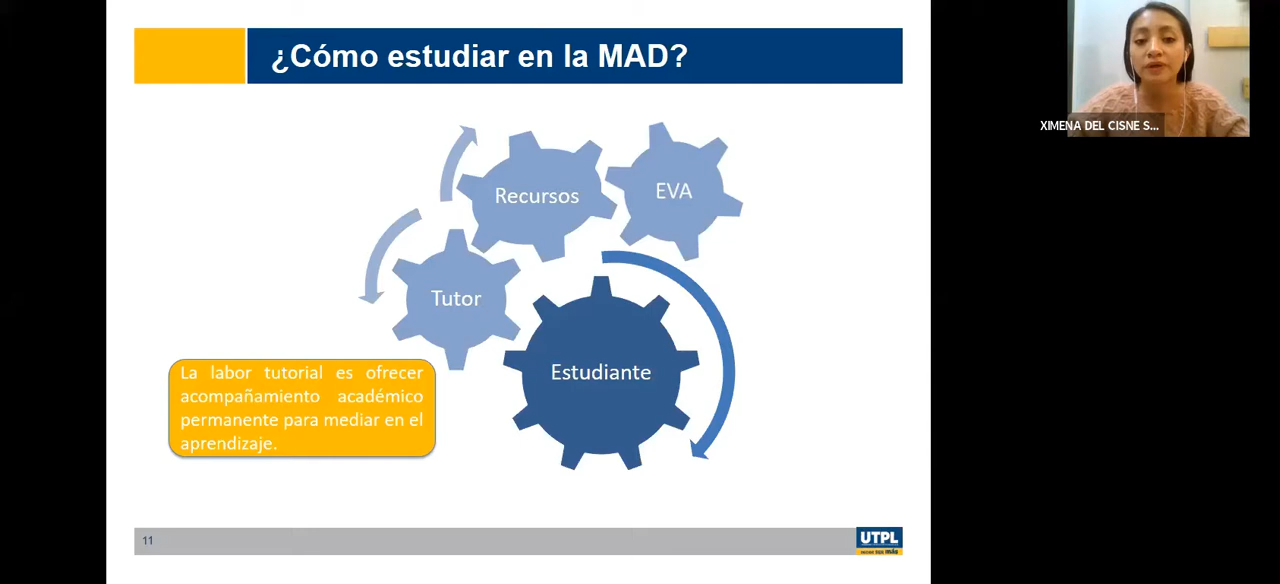 ¿Cómo estudiar en la MAD?
XIMENA DEL CISNE S...
Recursos
EVA
Tutor
Estudiante
La labor tutorial es ofrecer
acompañamiento académico
permanente para mediar en el
aprendizaje.
11
UTPL